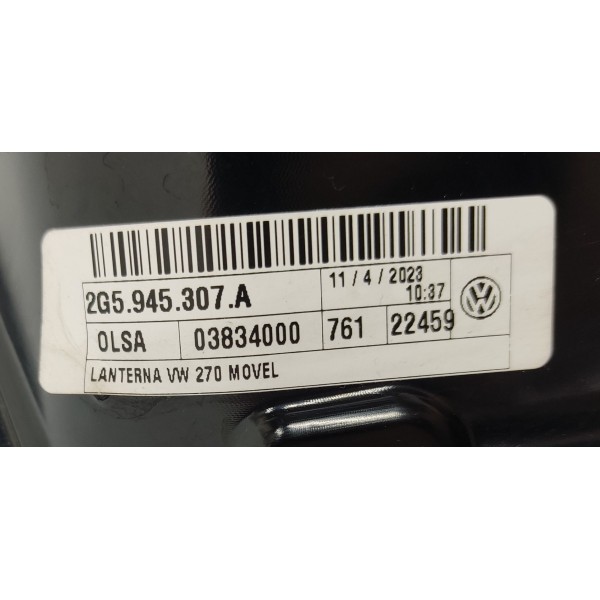 2G5.945.307.A 11/4/2023
10:37
OLSA 03834000 761 22459
LANTERNA VW 270 MOVEL